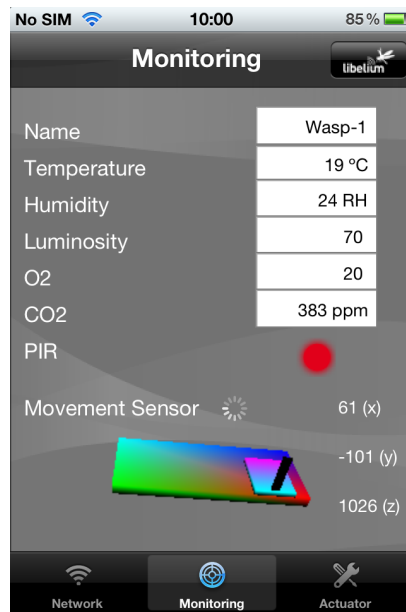 No SIM 10:00 85%
Monitoring libelium
Name Wasp-1
Temperature 19 ºC
Humidity 24 RH
Luminosity 70
O2 20
CO2 383 ppm
PIR
Movement Sensor 61 (x)
-101 (y)
1026 (z)
Network Monitoring Actuator